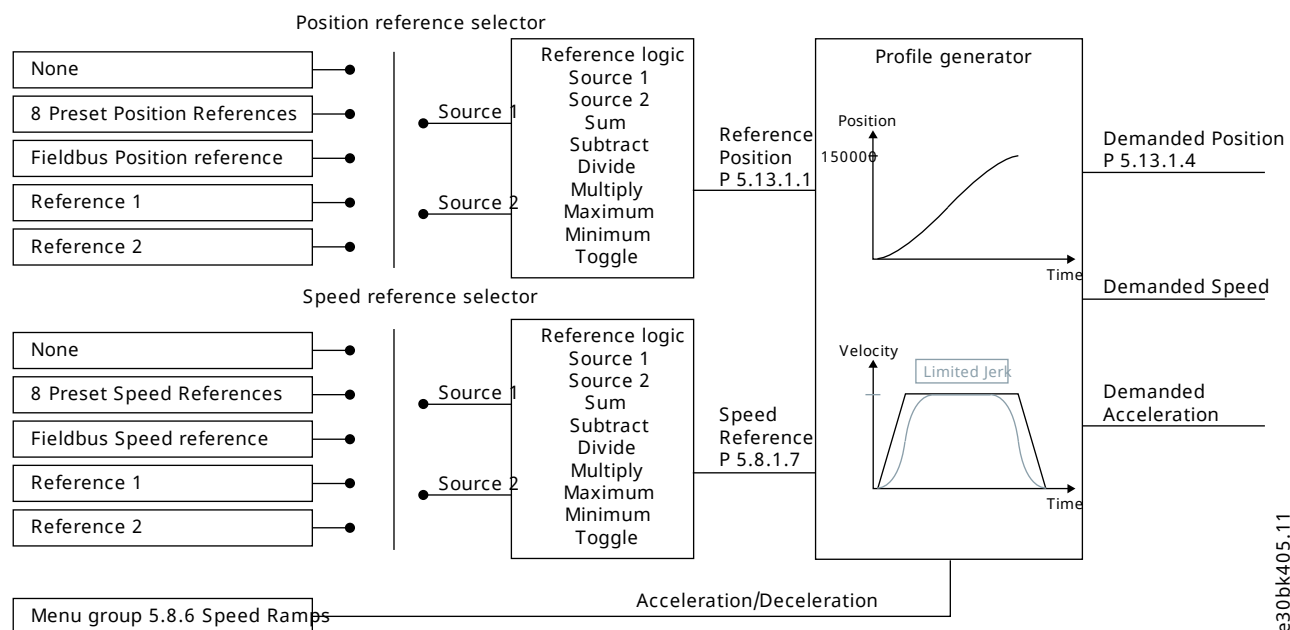 Position reference selector
None
8 Preset Position References
Fieldbus Position reference
Reference 1
Reference 2
Source 1
Source 2
Reference logic
Source 1
Source 2
Sum
Subtract
Divide
Multiply
Maximum
Minimum
Toggle
Reference
Position
P 5.13.1.1
Speed reference selector
None
8 Preset Speed References
Fieldbus Speed reference
Reference 1
Reference 2
Source 1
Source 2
Reference logic
Source 1
Source 2
Sum
Subtract
Divide
Multiply
Maximum
Minimum
Toggle
Speed
Reference
P 5.8.1.7
Profile generator
Position
150000
Time
Velocity
Limited Jerk
Time
Demanded Position
P 5.13.1.4
Demanded Speed
Demanded
Acceleration
Menu group 5.8.6 Speed Ramps
Acceleration/Deceleration
e30bk405.11